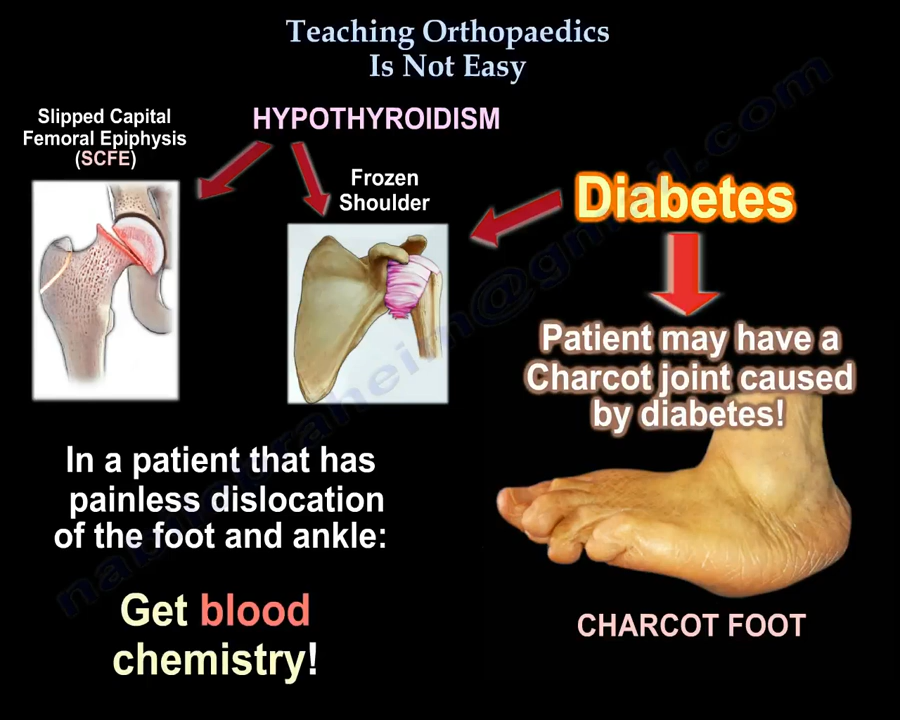 Teaching Orthopaedics
Is Not Easy
Slipped Capital
Femoral Epiphysis
(SCFE)
HYPOTHYROIDISM
Frozen
Shoulder
Diabetes
Patient may have a
Charcot joint caused
by diabetes!
In a patient that has
painless dislocation
of the foot and ankle:
Get blood
chemistry!
CHARCOT FOOT